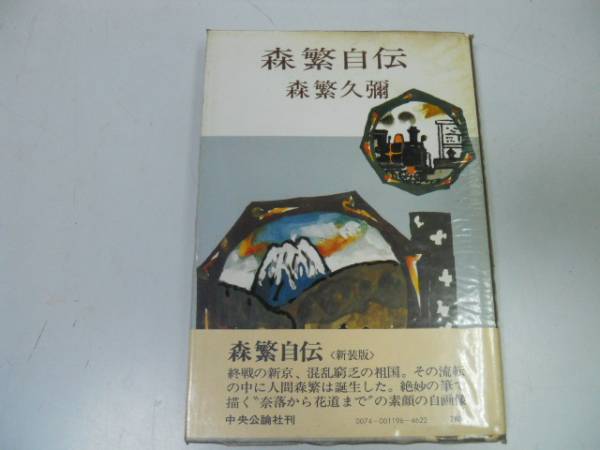 森繁自伝
森繁久彌
森繁自伝〈新装版〉
終戦の新京、混乱窮乏の祖国。その流転
の中に人間森繁は誕生した。絶妙の筆で
描く〝奈落から花道まで〟の素顔の自画像
中央公論社刊
0074-001196-4622